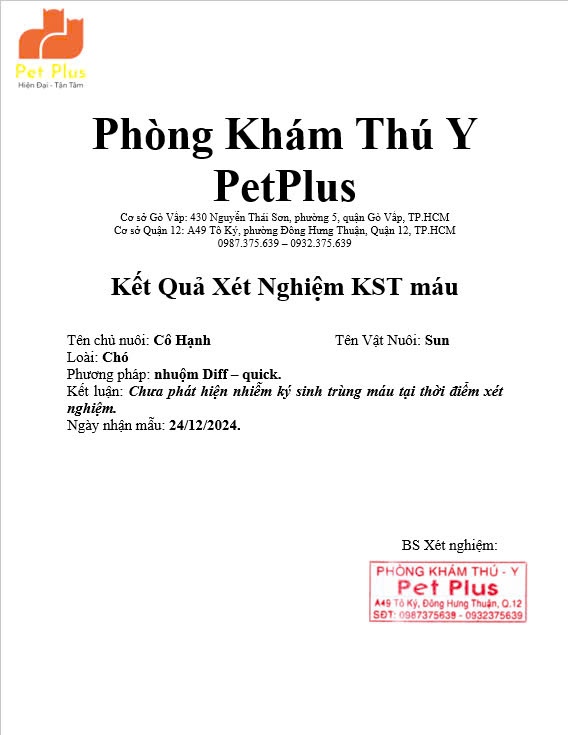 Pet Plus
Hiện Đại - Tận Tâm
Phòng Khám Thú Y
PetPlus
Cơ sở Gò Vấp: 430 Nguyễn Thái Sơn, phường 5, quận Gò Vấp, TP.HCM
Cơ sở Quận 12: A49 Tô Ký, phường Đông Hưng Thuận, Quận 12, TP.HCM
0987.375.639 – 0932.375.639
Kết Quả Xét Nghiệm KST máu
Tên chủ nuôi: Cô Hạnh Tên Vật Nuôi: Sun
Loài: Chó
Phương pháp: nhuộm Diff – quick.
Kết luận: Chưa phát hiện nhiễm ký sinh trùng máu tại thời điểm xét
nghiệm.
Ngày nhận mẫu: 24/12/2024.
BS Xét nghiệm:
PHÒNG KHÁM THÚ - Y
Pet Plus
A49 Tô Ký, Đông Hưng Thuận, Q.12
SĐT: 0987375639 - 0932375639